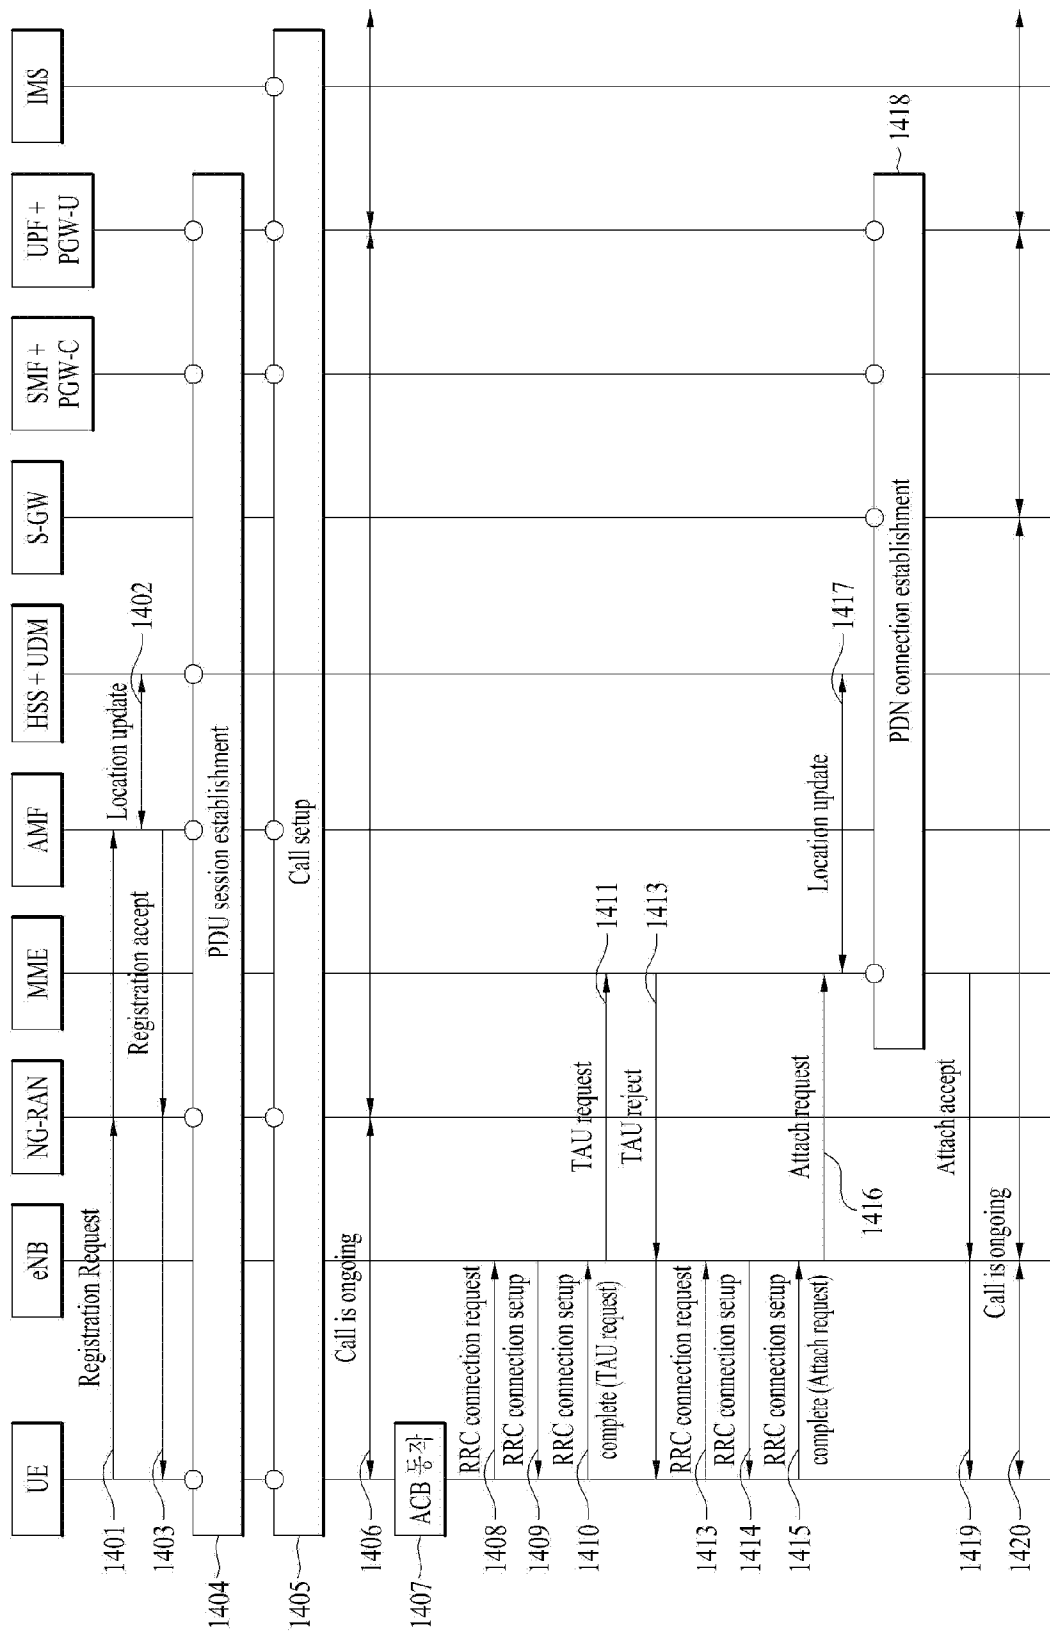 UE
eNB
NG-RAN
MME
AMF
HSS + UDM
S-GW
SMF +
PGW-C
UPF +
PGW-U
IMS
1401
Registration Request
Location update
1402
1403
Registration accept
1404
PDU session establishment
1405
Call setup
1406
Call is ongoing
1407
ACB 동작
1408
RRC connection request
1409
RRC connection setup
1410
RRC connection setup
complete (TAU request)
TAU request
1411
TAU reject
1413
1413
RRC connection request
1414
RRC connection setup
1415
RRC connection setup
complete (Attach request)
Attach request
1416
Location update
1417
PDN connection establishment
1418
1419
Attach accept
1420
Call is ongoing